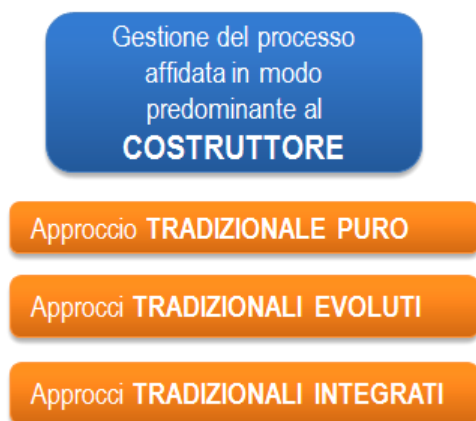 Gestione del processo
affidata in modo
predominante al
COSTRUTTORE
Approccio TRADIZIONALE PURO
Approcci TRADIZIONALI EVOLUTI
Approcci TRADIZIONALI INTEGRATI